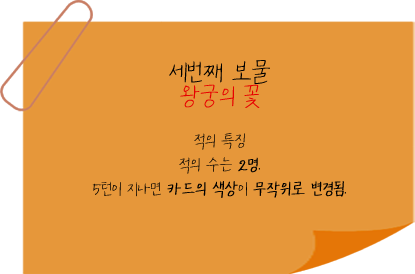 세번째 보물
왕궁의 꽃
적의 특징
적의 수는 2명.
5턴이 지나면 카드의 색상이 무작위로 변경됨.